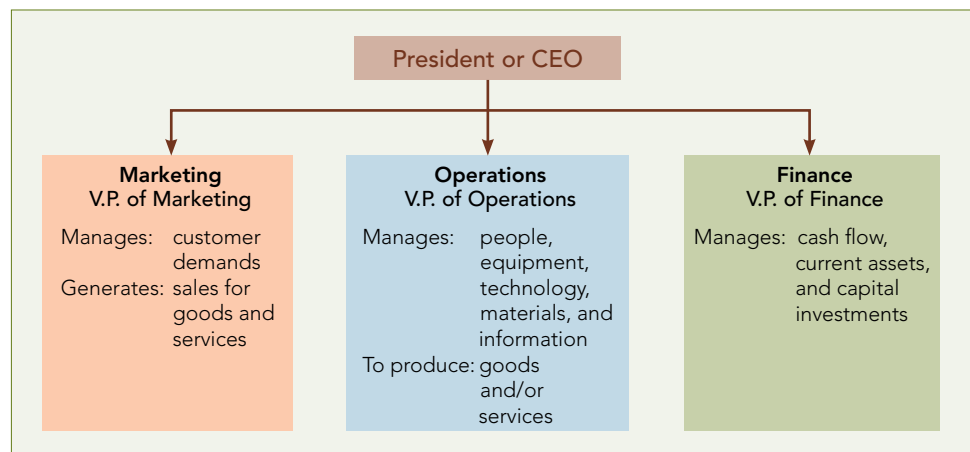 President or CEO
Marketing
V.P. of Marketing
Manages: customer
demands
Generates: sales for
goods and
services
Operations
V.P. of Operations
Manages: people,
equipment,
technology,
materials, and
information
To produce: goods
and/or
services
Finance
V.P. of Finance
Manages: cash flow,
current assets,
and capital
investments